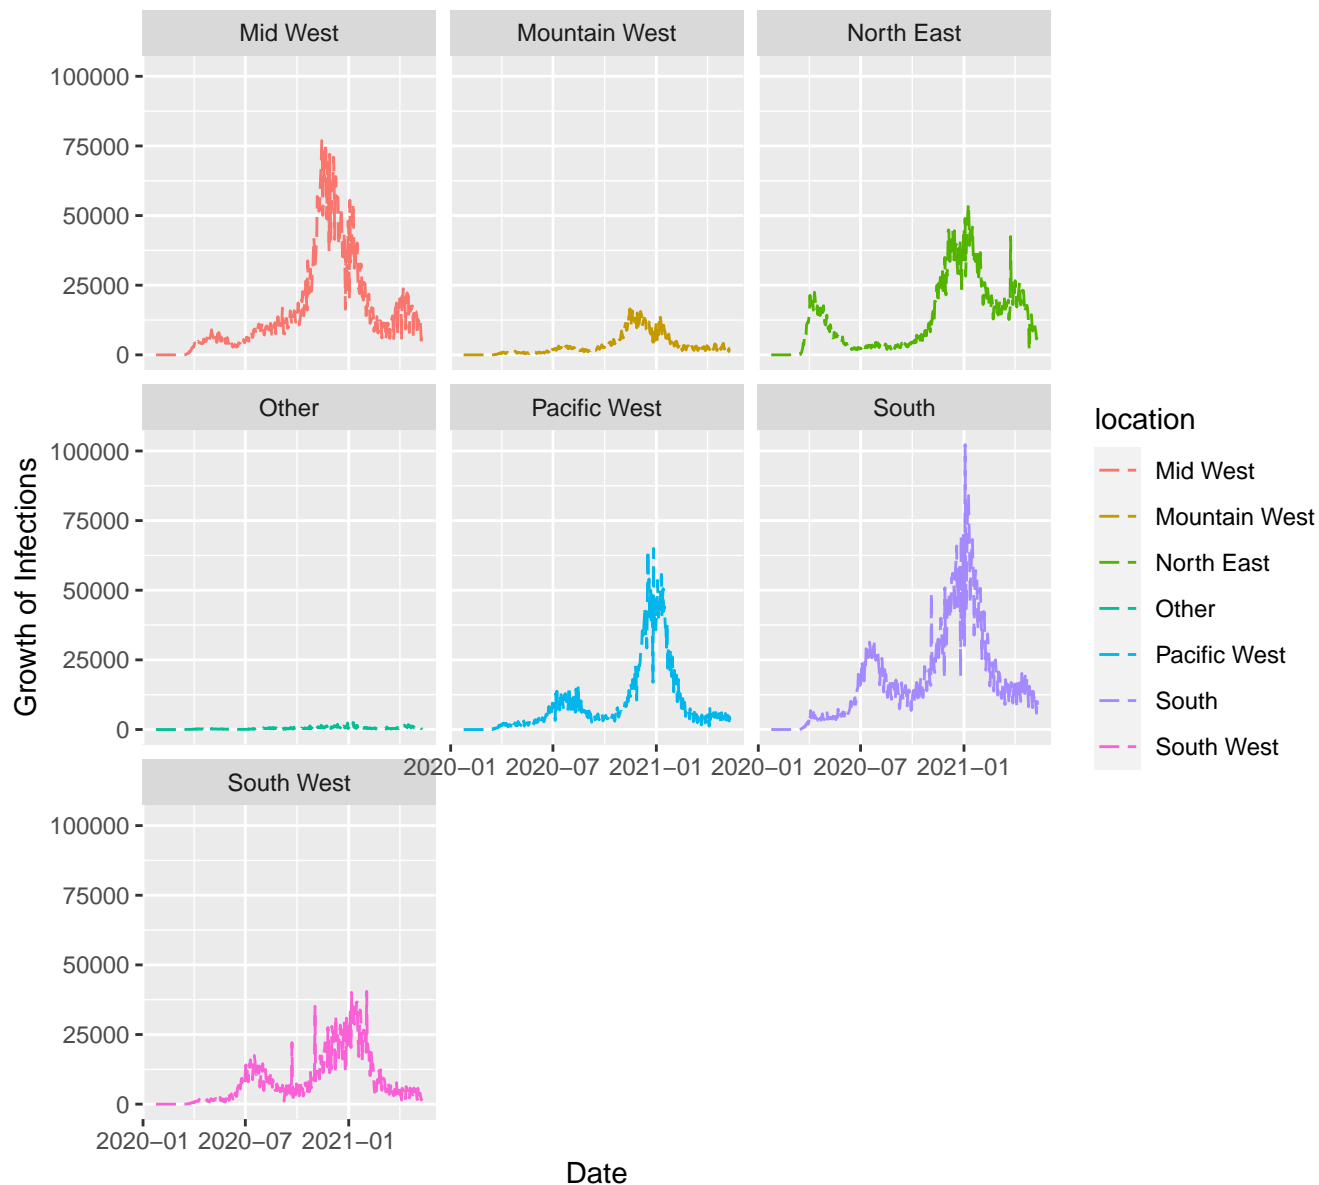 Mid West
Mountain West
North East
100000
75000
50000
25000
0
Other
Pacific West
South
100000
75000
50000
25000
0
2020−01 2020−07 2021−01
2020−01 2020−07 2021−01
South West
100000
75000
50000
25000
0
2020−01 2020−07 2021−01
Growth of Infections
Date
location
Mid West
Mountain West
North East
Other
Pacific West
South
South West